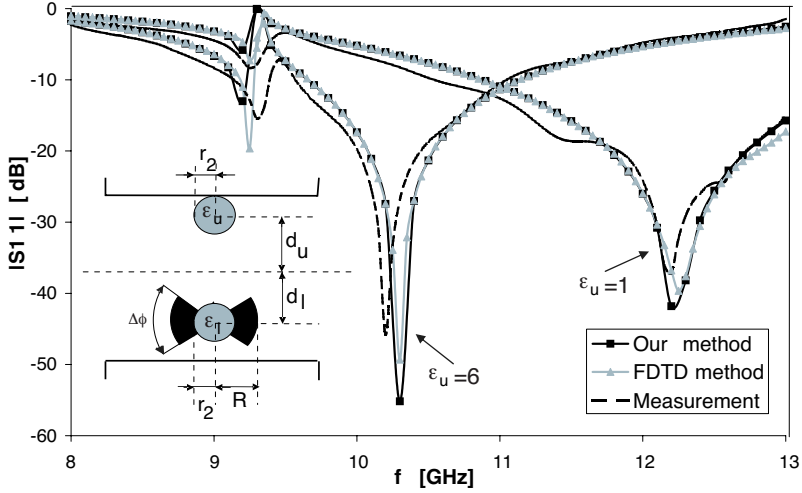 |S11| [dB]
0
-10
-20
-30
-40
-50
-60
8
9
10
11
12
13
f [GHz]
r2
εu
du
dl
Δϕ
r2
R
εu=6
εu=1
Our method
FDTD method
Measurement